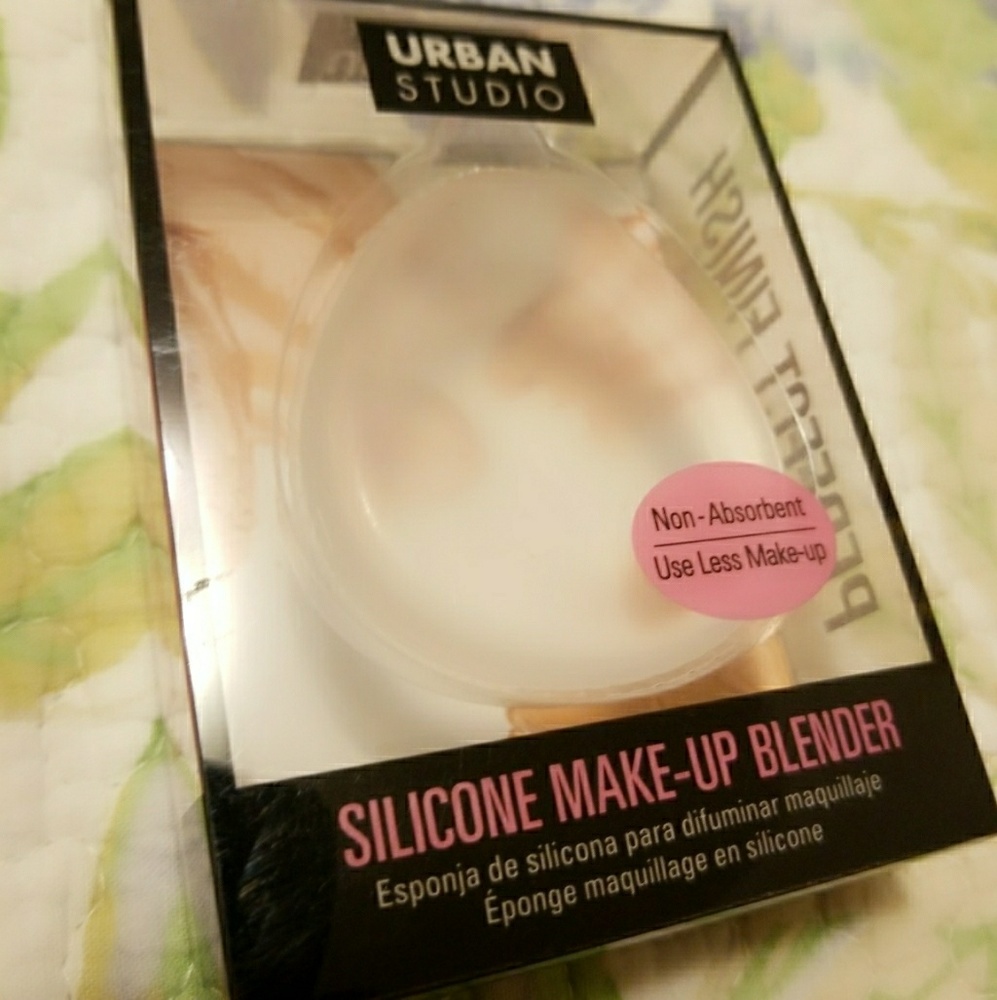 URBAN
STUDIO
PERFECT FINISH
Non-Absorbent
Use Less Make-up
SILICONE MAKE-UP BLENDER
Esponja de silicona para difuminar maquillaje
Éponge maquillage en silicone